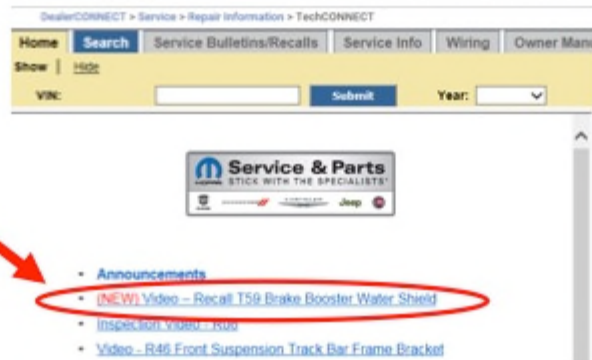 DealerCONNECT > Service > Repair Information > TechCONNECT
Home Search Service Bulletins/Recalls Service Info Wiring Owner Manu
Show | Hide
VIN: Submit Year:
mopar
Service & Parts
STICK WITH THE SPECIALISTS®
Jeep
• Announcements
• (NEW) Video – Recall T59 Brake Booster Water Shield
• Inspection Video - R06
• Video - R46 Front Suspension Track Bar Frame Bracket